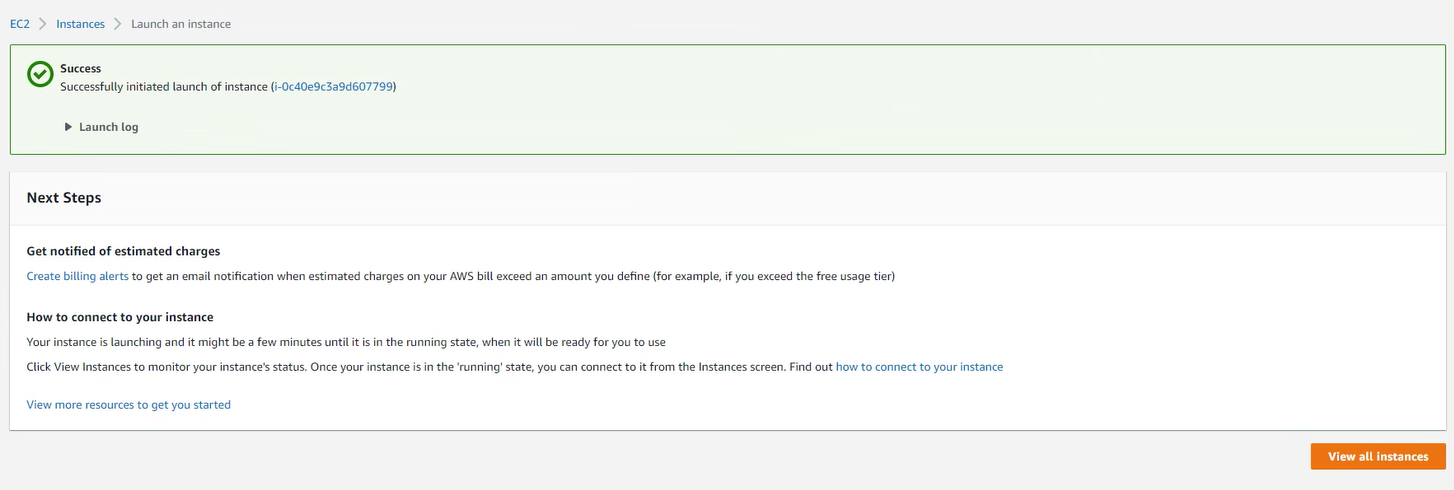 EC2 Instances Launch an instance
Success
Successfully initiated launch of instance (i-0c40e9c3a9d607799)
Launch log
Next Steps
Get notified of estimated charges
Create billing alerts to get an email notification when estimated charges on your AWS bill exceed an amount you define (for example, if you exceed the free usage tier)
How to connect to your instance
Your instance is launching and it might be a few minutes until it is in the running state, when it will be ready for you to use
Click View Instances to monitor your instance's status. Once your instance is in the 'running' state, you can connect to it from the Instances screen. Find out how to connect to your instance
View more resources to get you started
View all instances